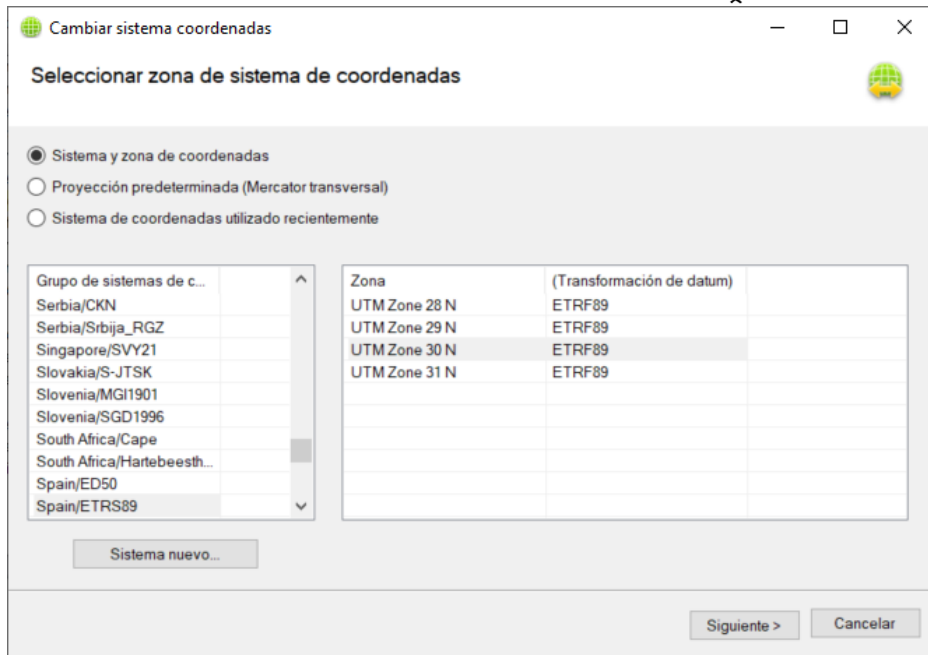 Cambiar sistema coordenadas
Seleccionar zona de sistema de coordenadas
Sistema y zona de coordenadas
Proyección predeterminada (Mercator transversal)
Sistema de coordenadas utilizado recientemente
Grupo de sistemas de c...
Serbia/CKN
Serbia/Srbija_RGZ
Singapore/SVY21
Slovakia/S-JTSK
Slovenia/MGI1901
Slovenia/SGD1996
South Africa/Cape
South Africa/Hartebeesth...
Spain/ED50
Spain/ETRS89
Zona (Transformación de datum)
UTM Zone 28 N ETRF89
UTM Zone 29 N ETRF89
UTM Zone 30 N ETRF89
UTM Zone 31 N ETRF89
Sistema nuevo...
Siguiente > Cancelar